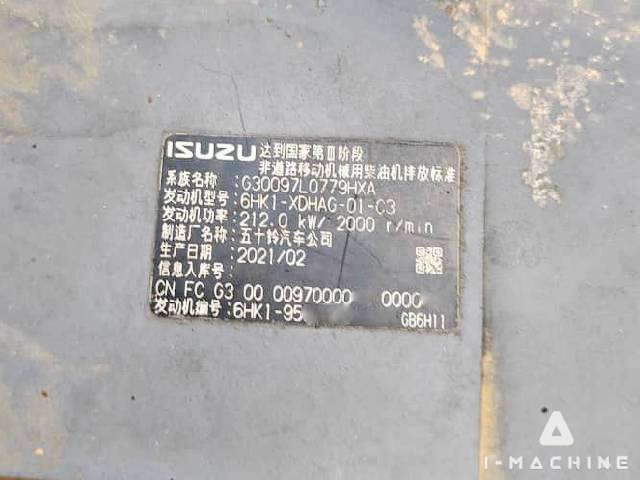 ISUZU 达到国家第Ⅲ阶段
非道路移动机械用柴油机排放标准
系族名称: G30097L0779HXA
发动机型号: 6HK1-XDHAG-01-C3
发动机功率: 212.0 kW/ 2000 r/min
制造厂名称: 五十铃汽车公司
生产日期: 2021/02
信息入库号:
CN FC G3 00 00970000 0000
发动机编号: 6HK1-95
GB6H11
I-MACHINE